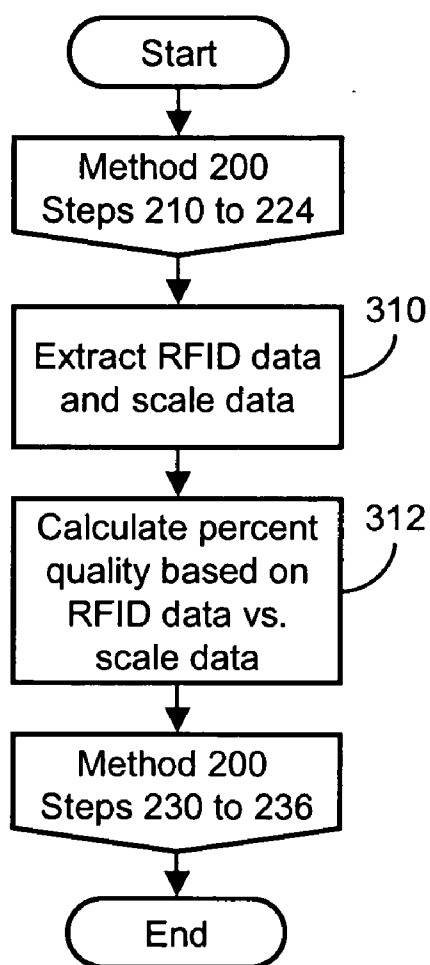 Start
Method 200
Steps 210 to 224
310
Extract RFID data
and scale data
312
Calculate percent
quality based on
RFID data vs.
scale data
Method 200
Steps 230 to 236
End